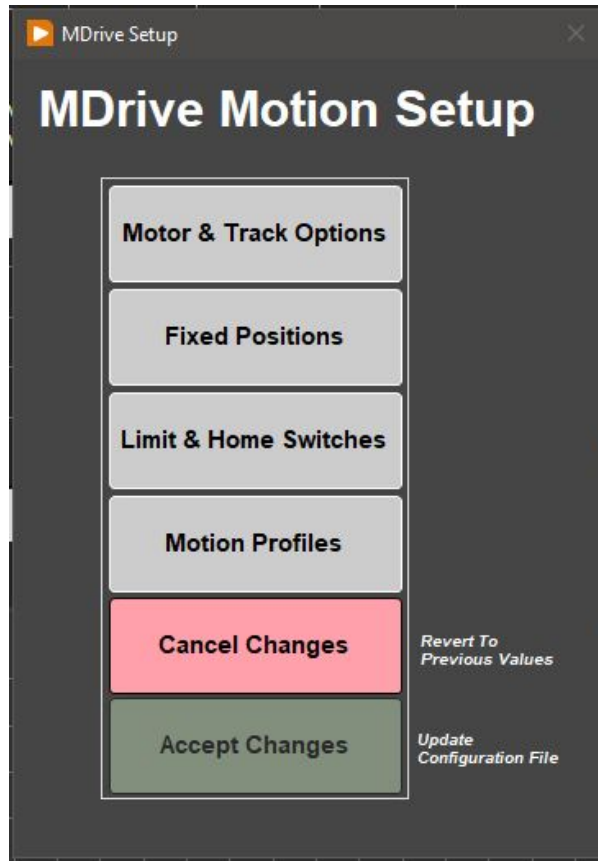 MDrive Setup
MDrive Motion Setup
Motor & Track Options
Fixed Positions
Limit & Home Switches
Motion Profiles
Cancel Changes
Revert To
Previous Values
Accept Changes
Update
Configuration File